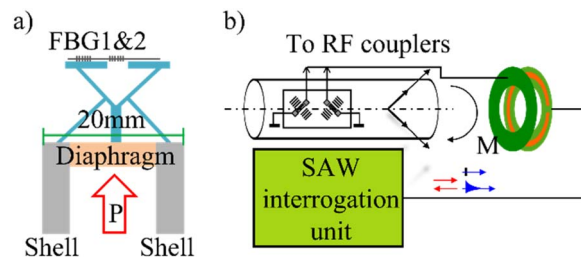 a)
FBG1&2
20mm
Diaphragm
P
Shell
Shell
b)
To RF couplers
M
SAW
interrogation
unit